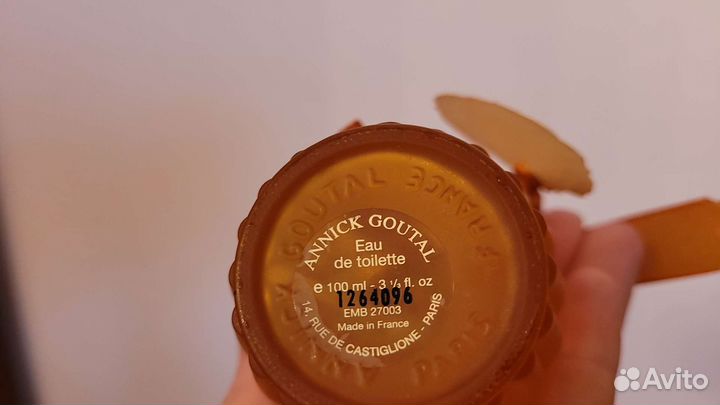 ANNICK GOUTAL
Eau
de toilette
e 100 ml - 3 ⅓ fl. oz
1264096
EMB 27003
Made in France
14, RUE DE CASTIGLIONE - PARIS
ANNICK GOUTAL
FRANCE
PARIS
Avito